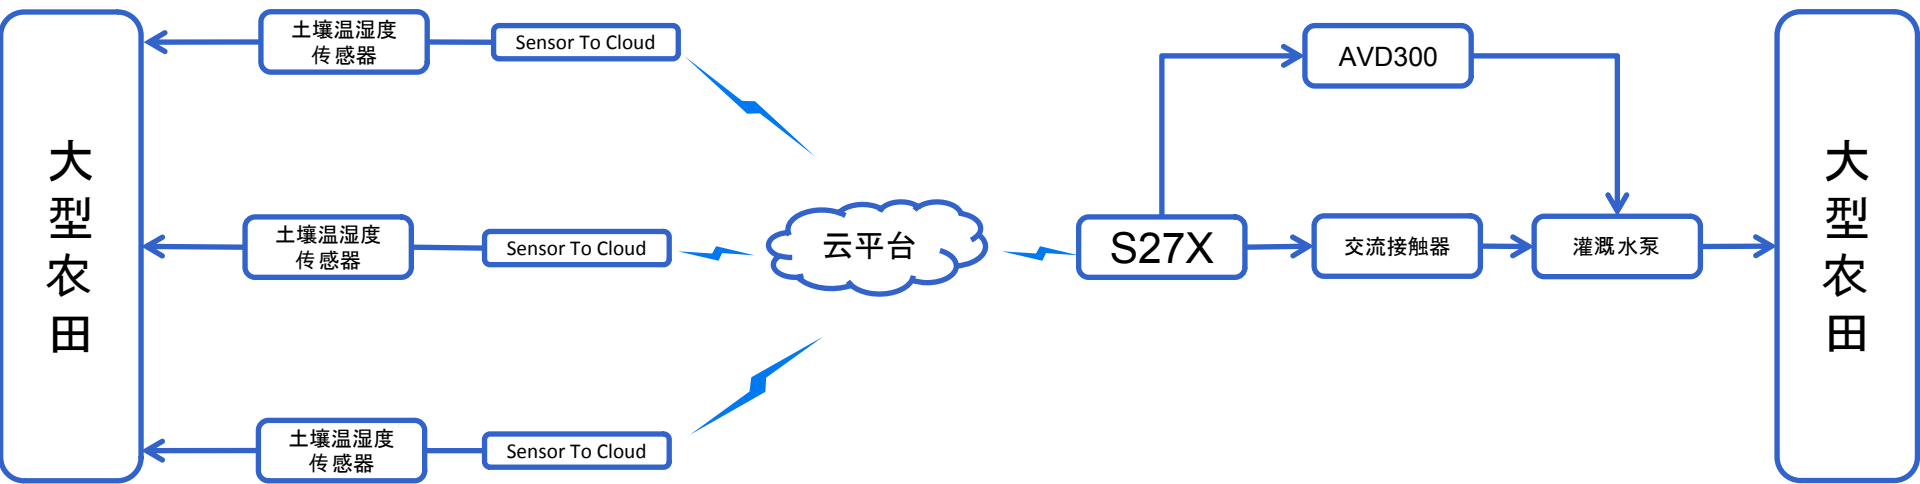 大
型
农
田
土壤温湿度
传感器
Sensor To Cloud
土壤温湿度
传感器
Sensor To Cloud
土壤温湿度
传感器
Sensor To Cloud
云平台
S27X
AVD300
交流接触器
灌溉水泵
大
型
农
田